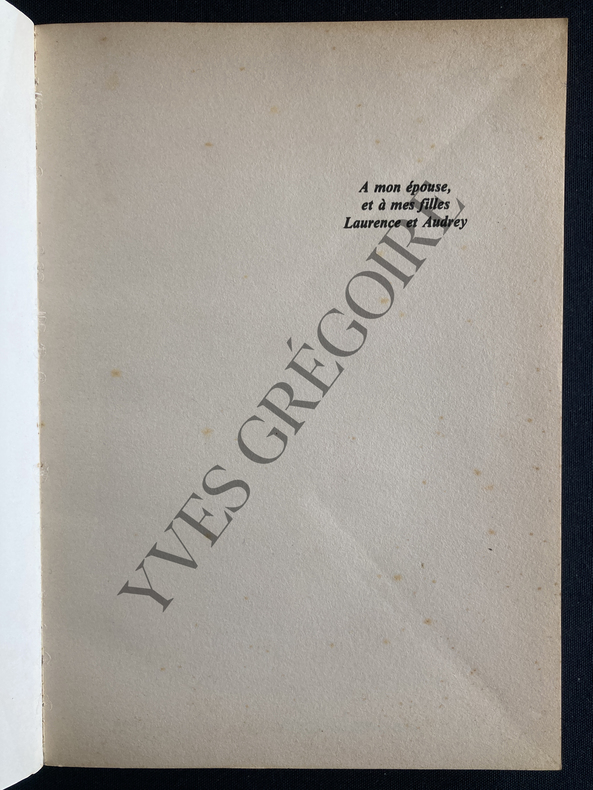 A mon épouse,
et à mes filles
Laurence et Audrey
YVES GRÉGOIRE